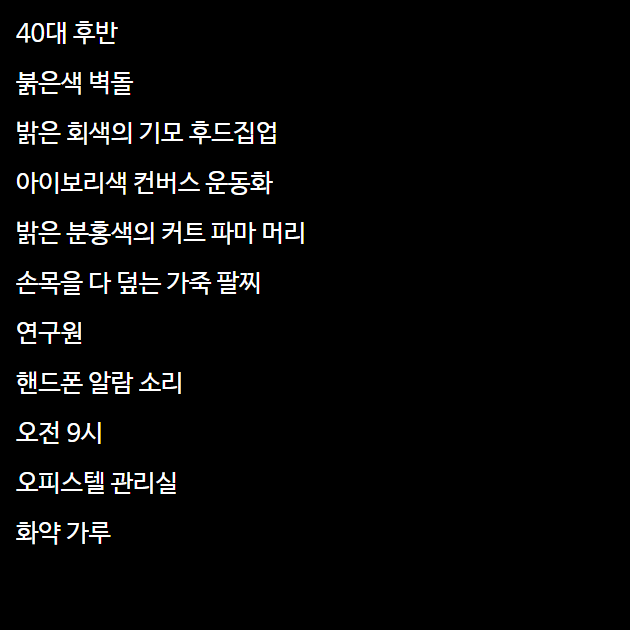 40대 후반
붉은색 벽돌
밝은 회색의 기모 후드집업
아이보리색 컨버스 운동화
밝은 분홍색의 커트 파마 머리
손목을 다 덮는 가죽 팔찌
연구원
핸드폰 알람 소리
오전 9시
오피스텔 관리실
화약 가루